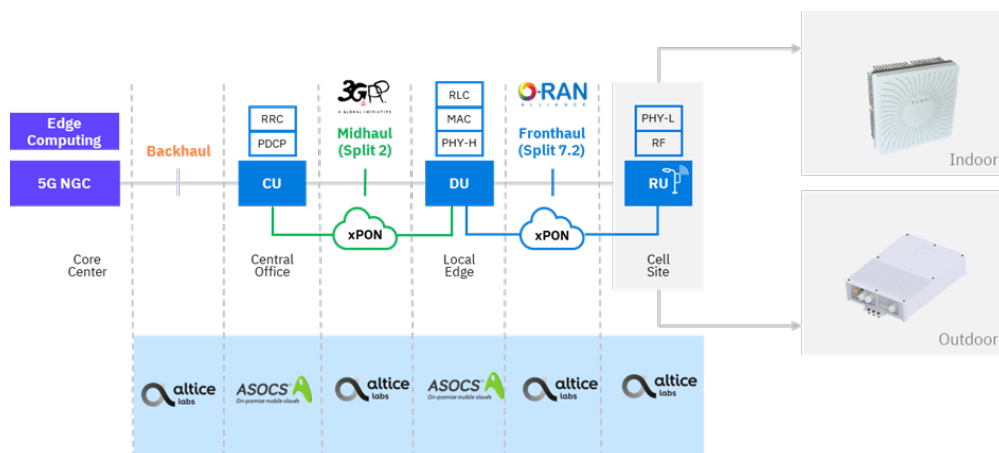 Edge
Computing
5G NGC
Core
Center
Backhaul
RRC
PDCP
CU
Central
Office
3GPP
A GLOBAL INITIATIVE
Midhaul
(Split 2)
xPON
RLC
MAC
PHY-H
DU
Local
Edge
O-RAN
ALLIANCE
Fronthaul
(Split 7.2)
xPON
PHY-L
RF
RU
Cell
Site
Indoor
Outdoor
altice
labs
ASOCS
On-premise mobile clouds
altice
labs
ASOCS
On-premise mobile clouds
altice
labs
altice
labs